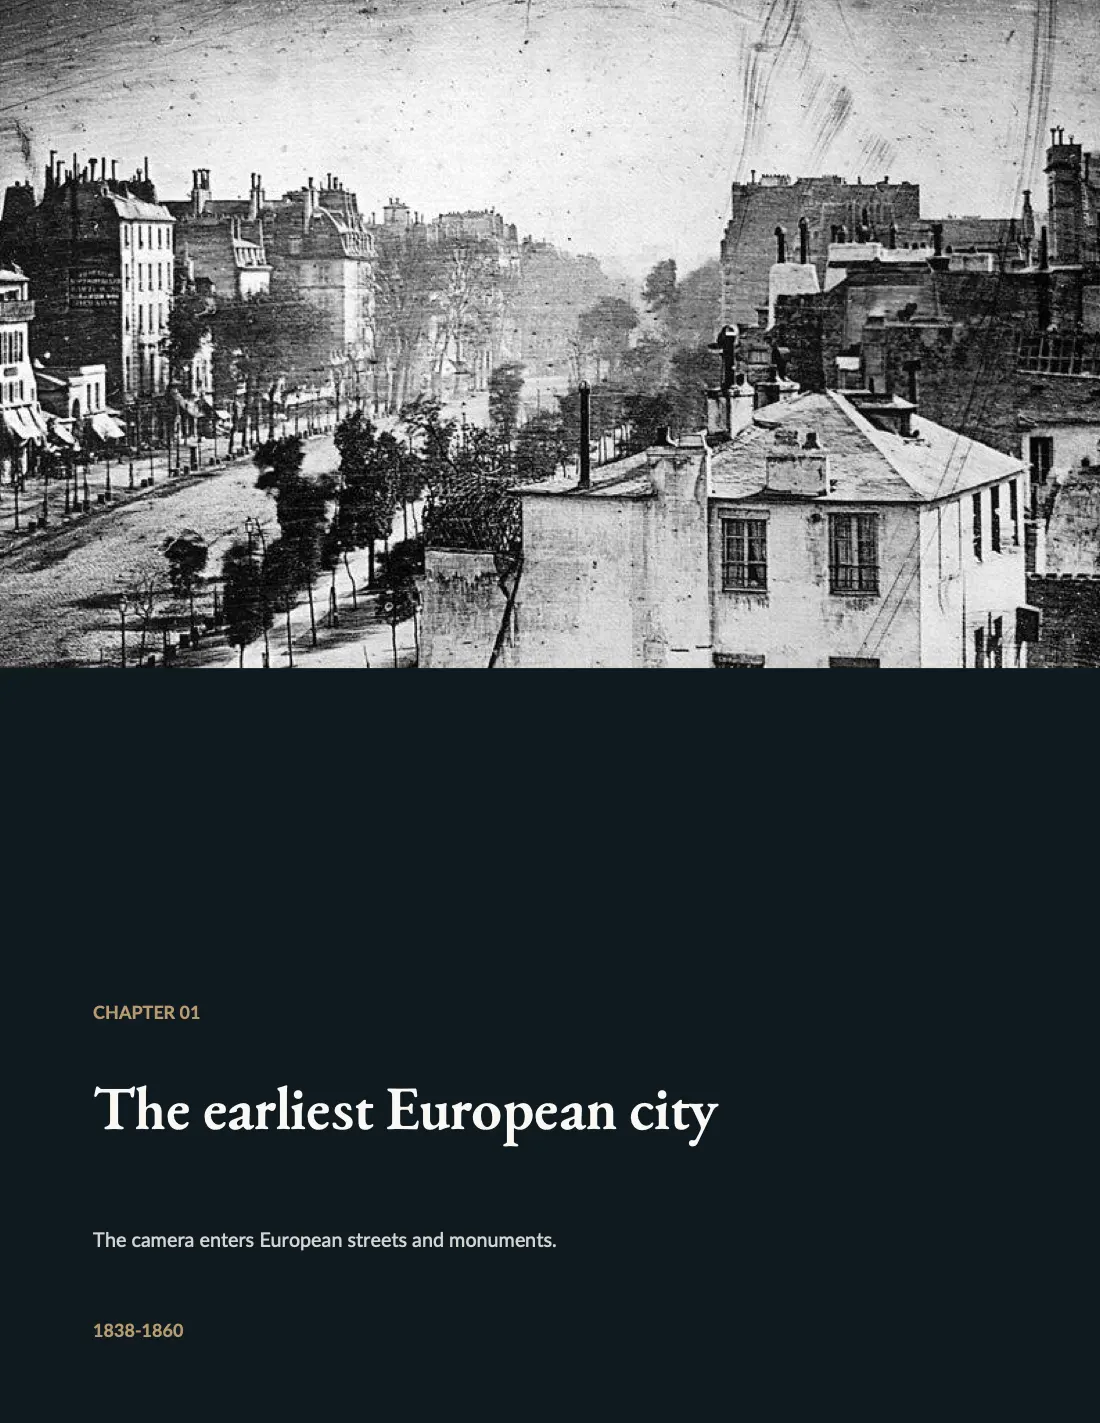 CHAPTER 01
The earliest European city
The camera enters European streets and monuments.
1838-1860